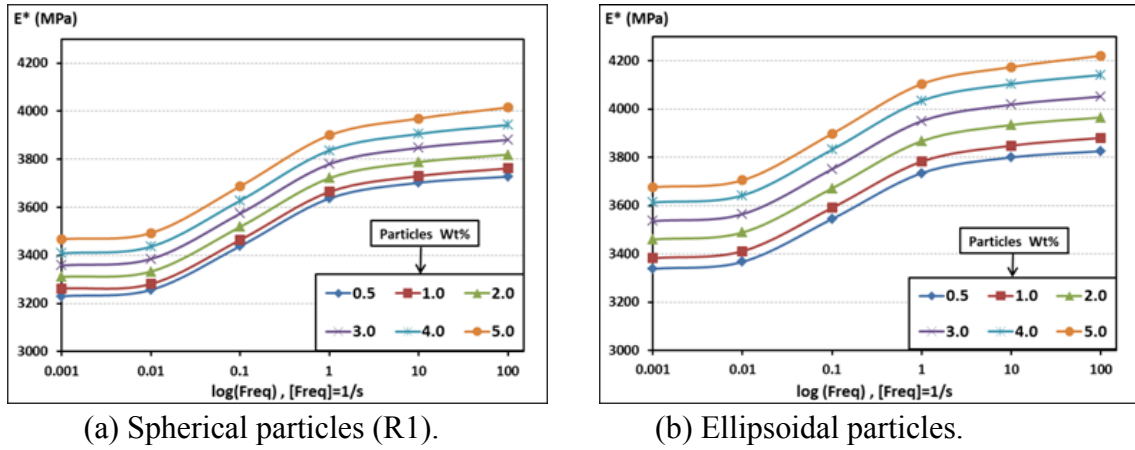 E* (MPa)
4200
4000
3800
3600
3400
3200
3000
0.001 0.01 0.1 1 10 100
log(Freq) , [Freq]=1/s
Particles Wt%
0.5 1.0 2.0
3.0 4.0 5.0
(a) Spherical particles (R1).
E* (MPa)
4200
4000
3800
3600
3400
3200
3000
0.001 0.01 0.1 1 10 100
log (Freq) , [Freq]=1/s
Particles Wt%
0.5 1.0 2.0
3.0 4.0 5.0
(b) Ellipsoidal particles.